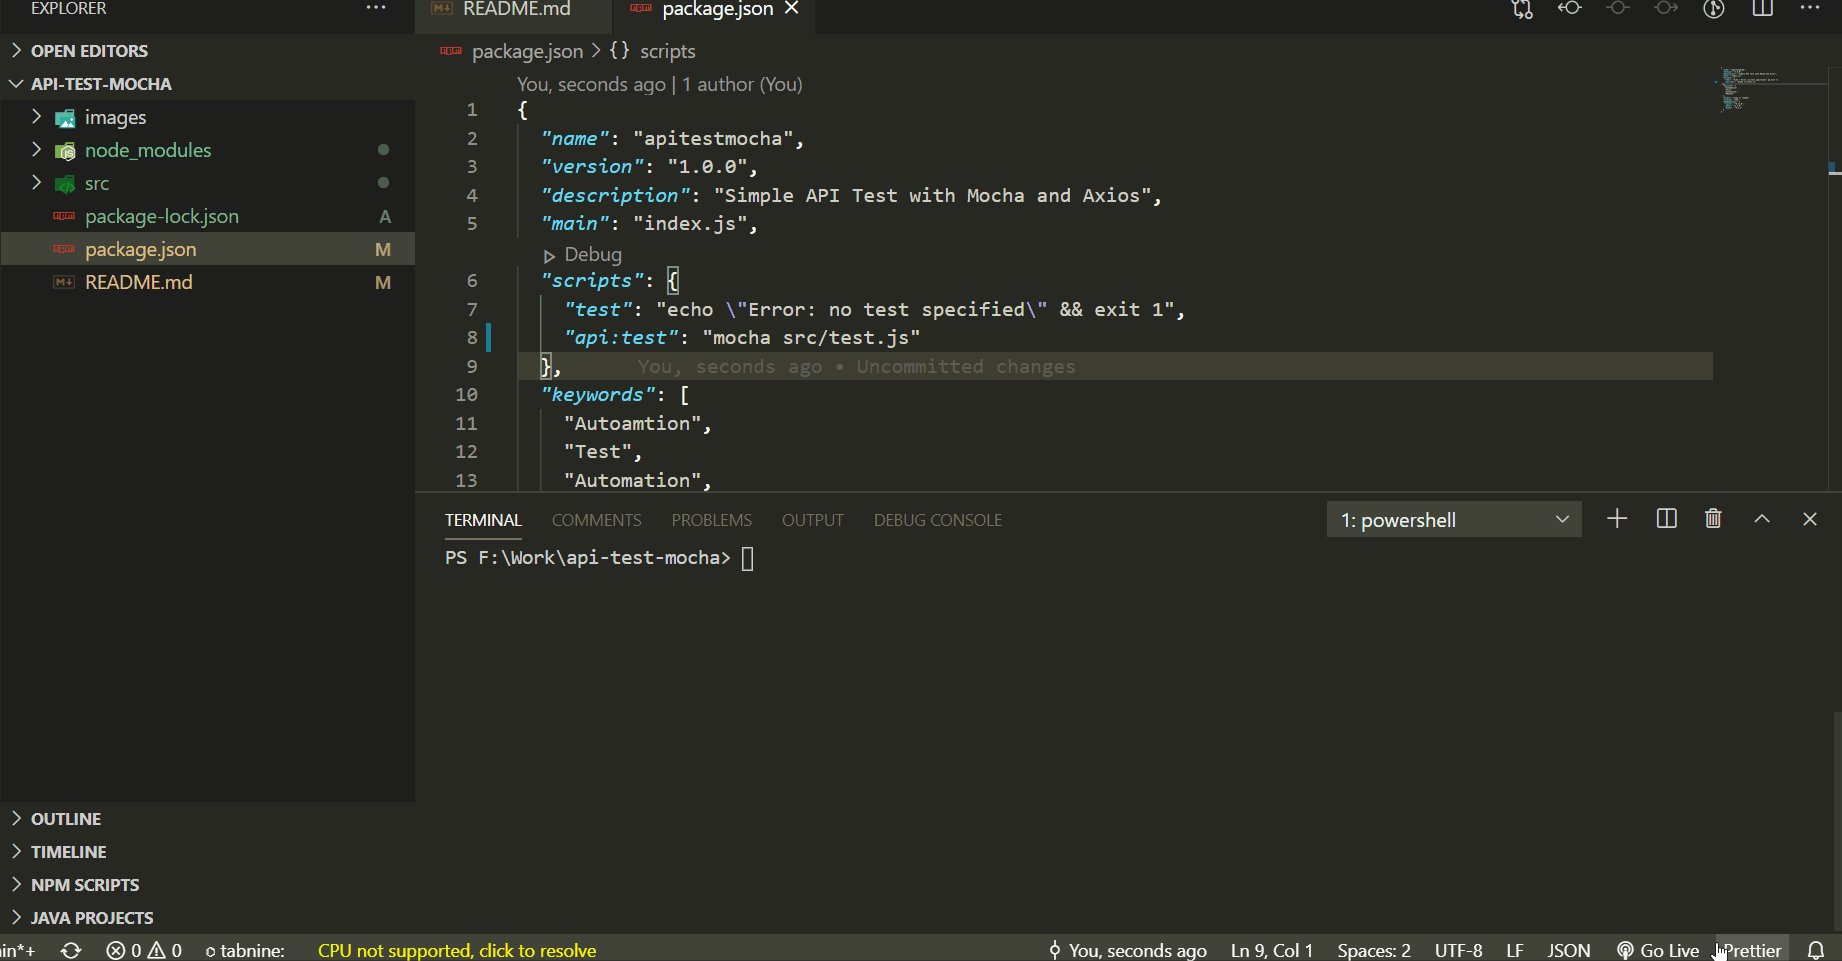 EXPLORER
OPEN EDITORS
API-TEST-MOCHA
images
node_modules
src
package-lock.json A
package.json M
README.md M
OUTLINE
TIMELINE
NPM SCRIPTS
JAVA PROJECTS
README.md package.json
package.json > {} scripts
You, seconds ago | 1 author (You)
1 {
2 "name": "apitestmocha",
3 "version": "1.0.0",
4 "description": "Simple API Test with Mocha and Axios",
5 "main": "index.js",
Debug
6 "scripts": {
7 "test": "echo \"Error: no test specified\" && exit 1",
8 "api:test": "mocha src/test.js"
9 }, You, seconds ago • Uncommitted changes
10 "keywords": [
11 "Autoamtion",
12 "Test",
13 "Automation",
TERMINAL COMMENTS PROBLEMS OUTPUT DEBUG CONSOLE 1: powershell
PS F:\Work\api-test-mocha>
in*+ 0 0 tabnine: CPU not supported, click to resolve You, seconds ago Ln 9, Col 1 Spaces: 2 UTF-8 LF JSON Go Live Prettier